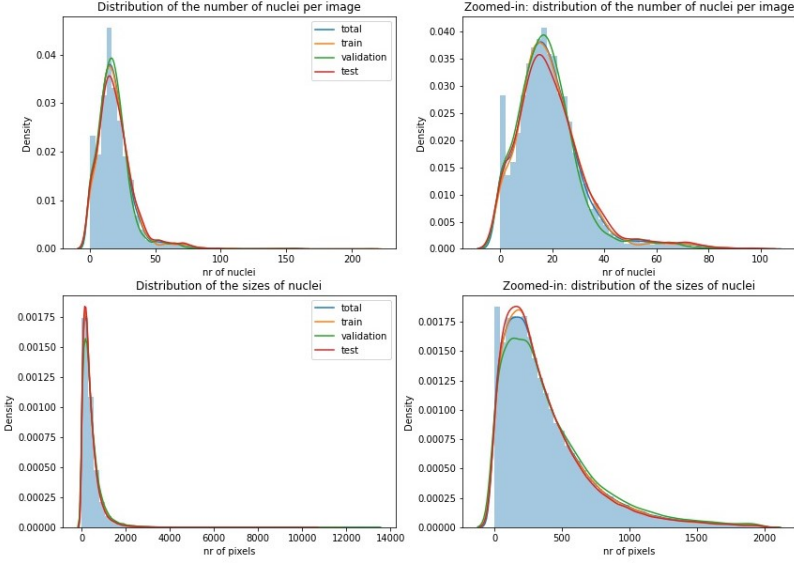 Distribution of the number of nuclei per image
Density
0.04
0.03
0.02
0.01
0.00
0
50
100
150
200
nr of nuclei
total
train
validation
test
Zoomed-in: distribution of the number of nuclei per image
Density
0.040
0.035
0.030
0.025
0.020
0.015
0.010
0.005
0.000
0
20
40
60
80
100
nr of nuclei
Distribution of the sizes of nuclei
Density
0.00175
0.00150
0.00125
0.00100
0.00075
0.00050
0.00025
0.00000
0
2000
4000
6000
8000
10000
12000
14000
nr of pixels
total
train
validation
test
Zoomed-in: distribution of the sizes of nuclei
Density
0.00175
0.00150
0.00125
0.00100
0.00075
0.00050
0.00025
0.00000
0
500
1000
1500
2000
nr of pixels